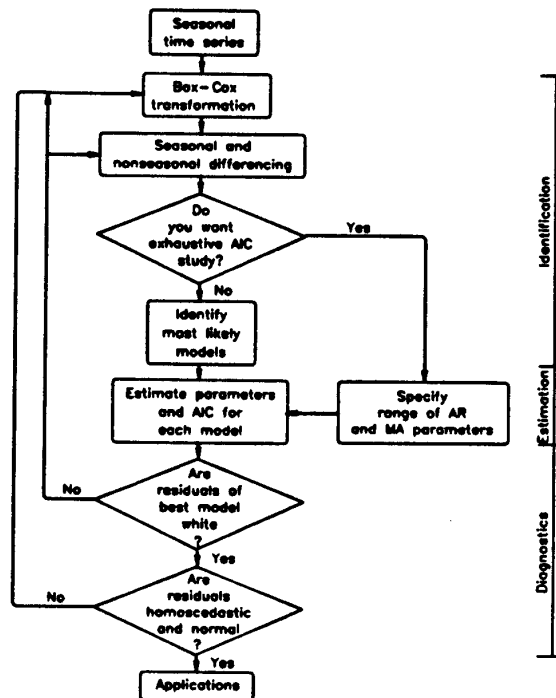 Seasonal
time series
Box-Cox
transformation
Seasonal and
nonseasonal differencing
Do
you want
exhaustive AIC
study?
Yes
No
Identify
most likely
models
Estimate parameters
and AIC for
each model
Specify
range of AR
and MA parameters
Are
residuals of
best model
white
?
No
Yes
Are
residuals
homoscedastic
and normal
?
No
Yes
Applications
Identification
Estimation
Diagnostics